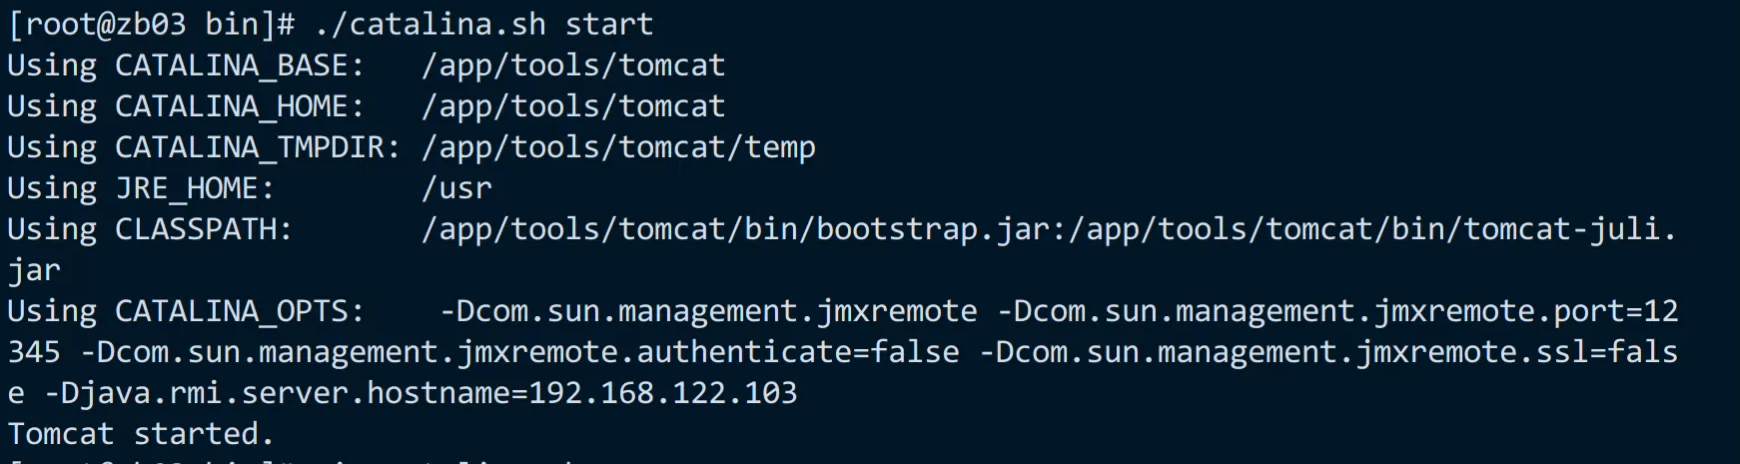 [root@zb03 bin]# ./catalina.sh start
Using CATALINA_BASE:   /app/tools/tomcat
Using CATALINA_HOME:   /app/tools/tomcat
Using CATALINA_TMPDIR: /app/tools/tomcat/temp
Using JRE_HOME:        /usr
Using CLASSPATH:       /app/tools/tomcat/bin/bootstrap.jar:/app/tools/tomcat/bin/tomcat-juli.
jar
Using CATALINA_OPTS:    -Dcom.sun.management.jmxremote -Dcom.sun.management.jmxremote.port=12
345 -Dcom.sun.management.jmxremote.authenticate=false -Dcom.sun.management.jmxremote.ssl=fals
e -Djava.rmi.server.hostname=192.168.122.103
Tomcat started.